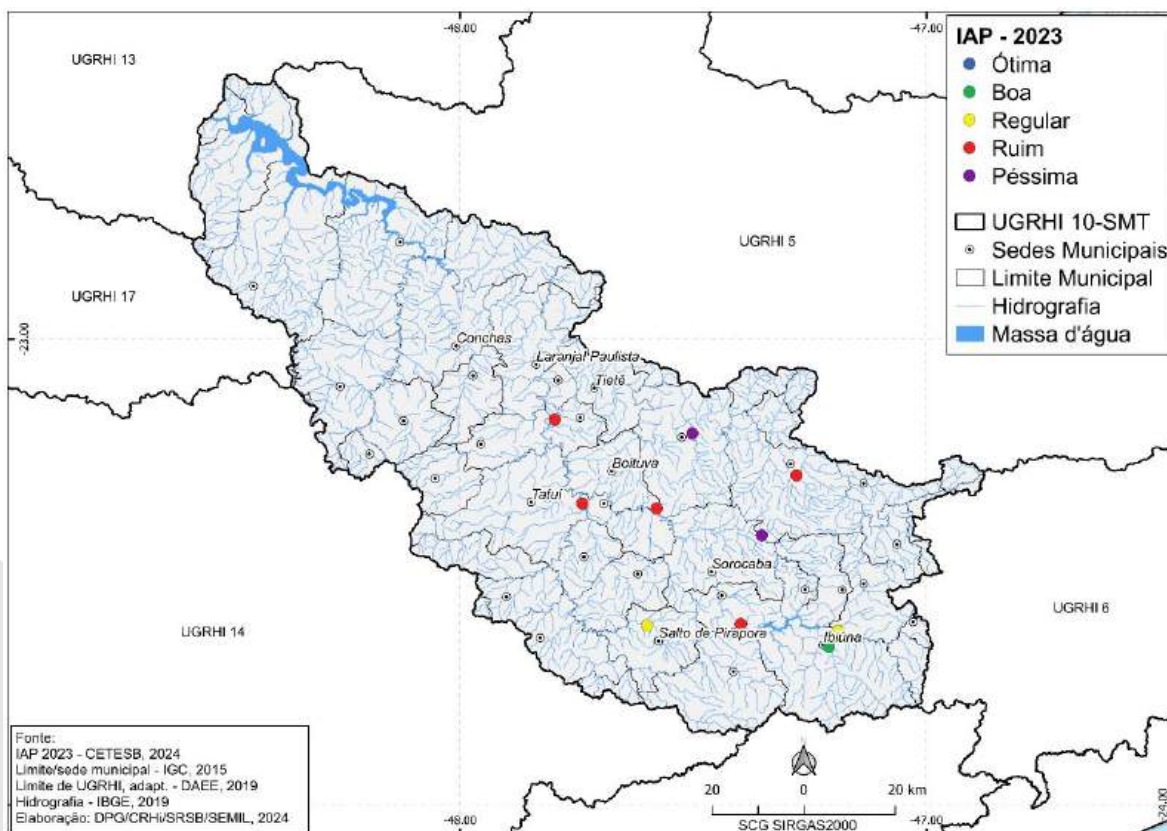 -48.00
-47.00
UGRHI 13
IAP - 2023
Ótima
Boa
Regular
Ruim
Péssima
UGRHI 10-SMT
Sedes Municipais
Limite Municipal
Hidrografia
Massa d'água
UGRHI 5
UGRHI 17
-23.00
Conchas
Laranjal Paulista
Tietê
Boituva
Tatuí
Sorocaba
UGRHI 6
UGRHI 14
Salto de Pirapora
Ibiúna
Fonte:
IAP 2023 - CETESB, 2024
Limite/sede municipal - IGC, 2015
Limite de UGRHI, adapt. - DAEE, 2019
Hidrografia - IBGE, 2019
Elaboração: DPG/CRHi/SRSB/SEMIL, 2024
20 0 20 km
SCG SIRGAS2000
-48.00
-47.00
-24.00